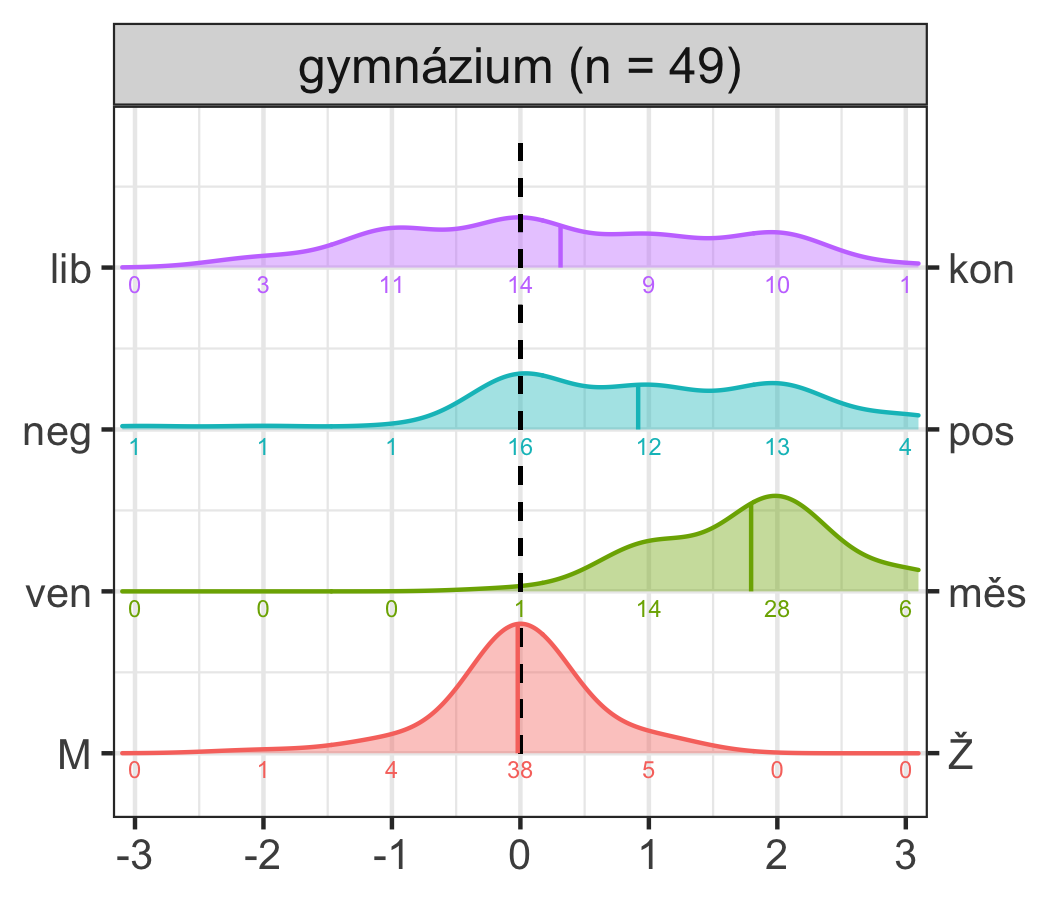 gymnázium (n = 49)
lib kon
0 3 11 14 9 10 1
neg pos
1 1 1 16 12 13 4
ven měs
0 0 0 1 14 28 6
M Ž
0 1 4 38 5 0 0
-3 -2 -1 0 1 2 3